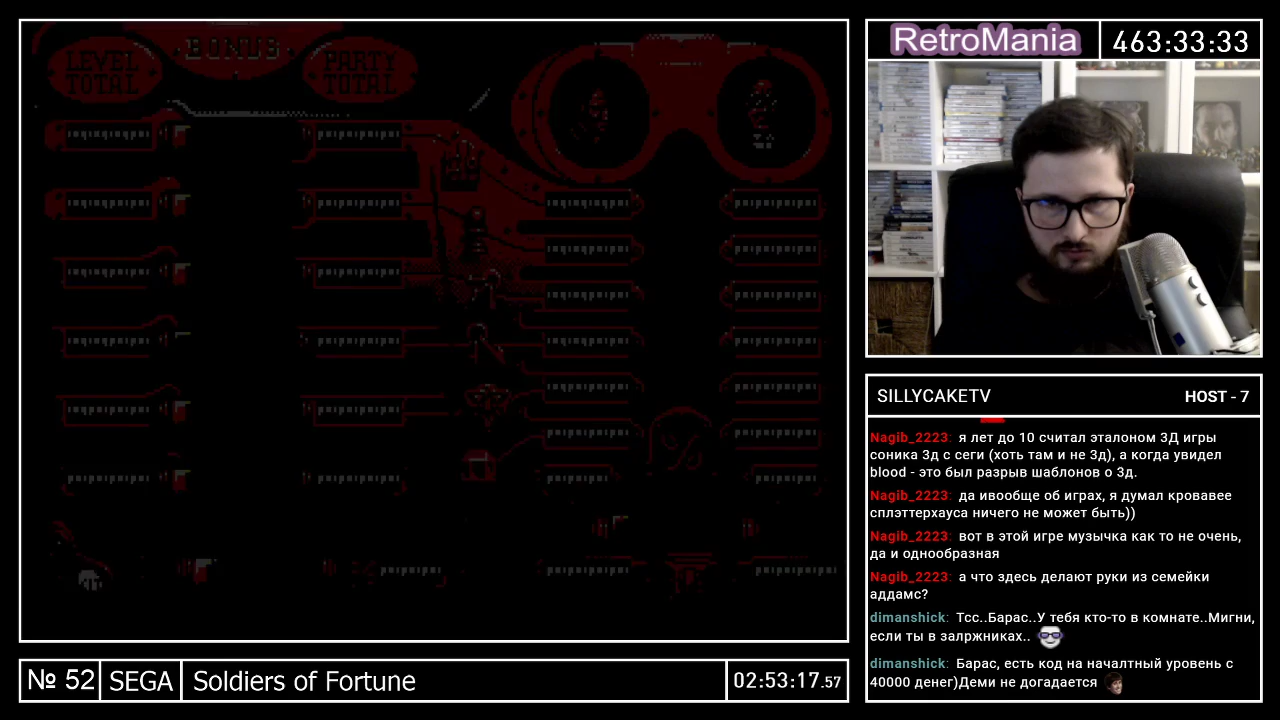 LEVEL
TOTAL
BONUS
PARTY
TOTAL
RetroMania
463:33:33
SILLYCAKETV
HOST - 7
Nagib_2223: я лет до 10 считал эталоном 3Д игры
соника 3д с сеги (хоть там и не 3д), а когда увидел
blood - это был разрыв шаблонов о 3д.
Nagib_2223: да ивообще об играх, я думал кровавее
сплэттерхауса ничего не может быть))
Nagib_2223: вот в этой игре музычка как то не очень,
да и однообразная
Nagib_2223: а что здесь делают руки из семейки
аддамс?
dimanshick: Тсс..Барас..У тебя кто-то в комнате..Мигни,
если ты в залржниках..
dimanshick: Барас, есть код на началтный уровень с
40000 денег)Деми не догадается
№ 52
SEGA
Soldiers of Fortune
02:53:17.57